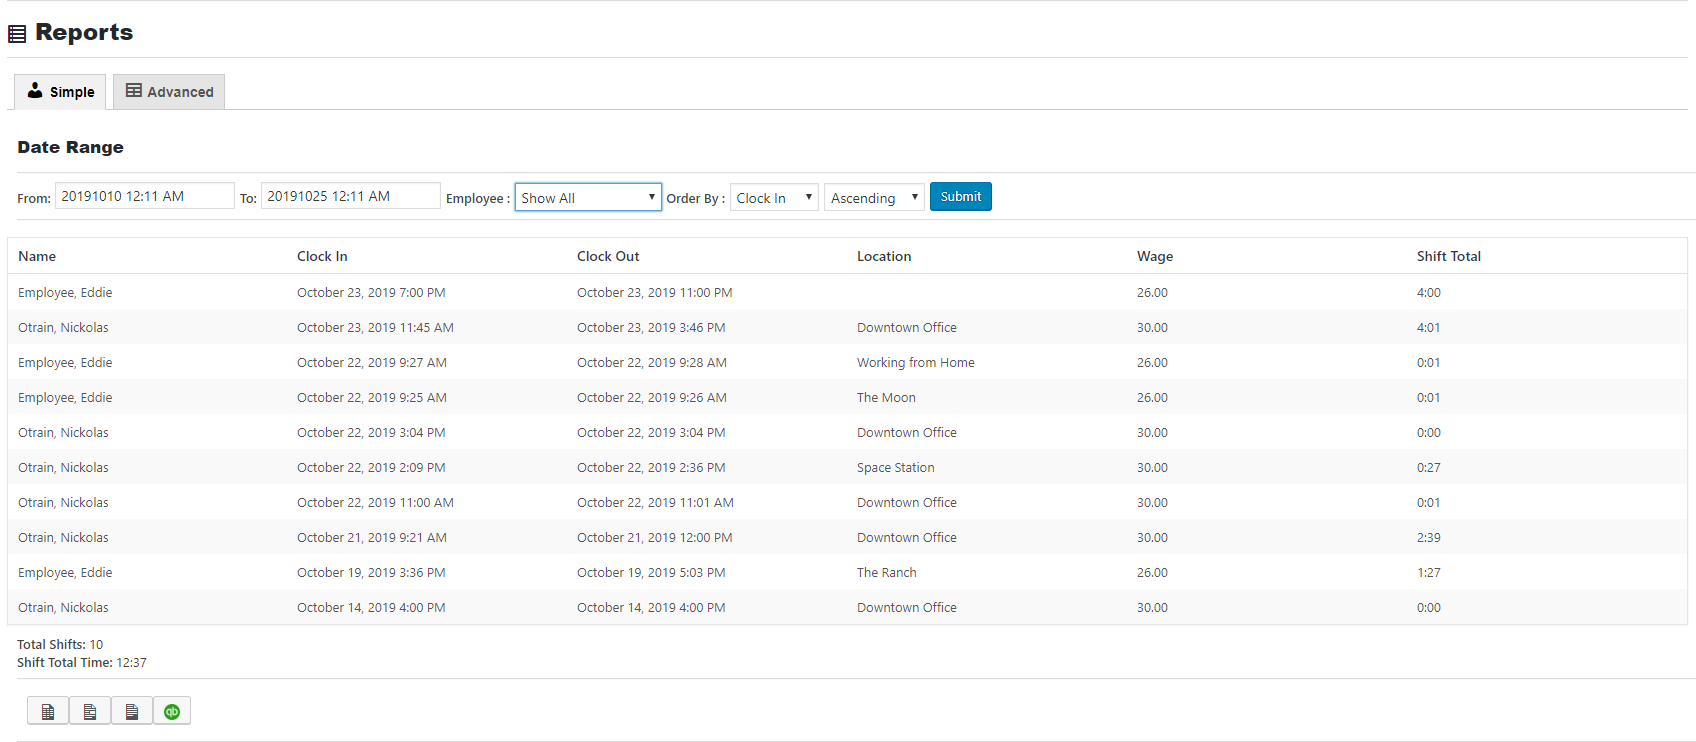 Reports
Simple Advanced
Date Range
From: 20191010 12:11 AM To: 20191025 12:11 AM Employee : Show All Order By : Clock In Ascending Submit
Name Clock In Clock Out Location Wage Shift Total
Employee, Eddie October 23, 2019 7:00 PM October 23, 2019 11:00 PM 26.00 4:00
Otrain, Nickolas October 23, 2019 11:45 AM October 23, 2019 3:46 PM Downtown Office 30.00 4:01
Employee, Eddie October 22, 2019 9:27 AM October 22, 2019 9:28 AM Working from Home 26.00 0:01
Employee, Eddie October 22, 2019 9:25 AM October 22, 2019 9:26 AM The Moon 26.00 0:01
Otrain, Nickolas October 22, 2019 3:04 PM October 22, 2019 3:04 PM Downtown Office 30.00 0:00
Otrain, Nickolas October 22, 2019 2:09 PM October 22, 2019 2:36 PM Space Station 30.00 0:27
Otrain, Nickolas October 22, 2019 11:00 AM October 22, 2019 11:01 AM Downtown Office 30.00 0:01
Otrain, Nickolas October 21, 2019 9:21 AM October 21, 2019 12:00 PM Downtown Office 30.00 2:39
Employee, Eddie October 19, 2019 3:36 PM October 19, 2019 5:03 PM The Ranch 26.00 1:27
Otrain, Nickolas October 14, 2019 4:00 PM October 14, 2019 4:00 PM Downtown Office 30.00 0:00
Total Shifts: 10
Shift Total Time: 12:37
qb